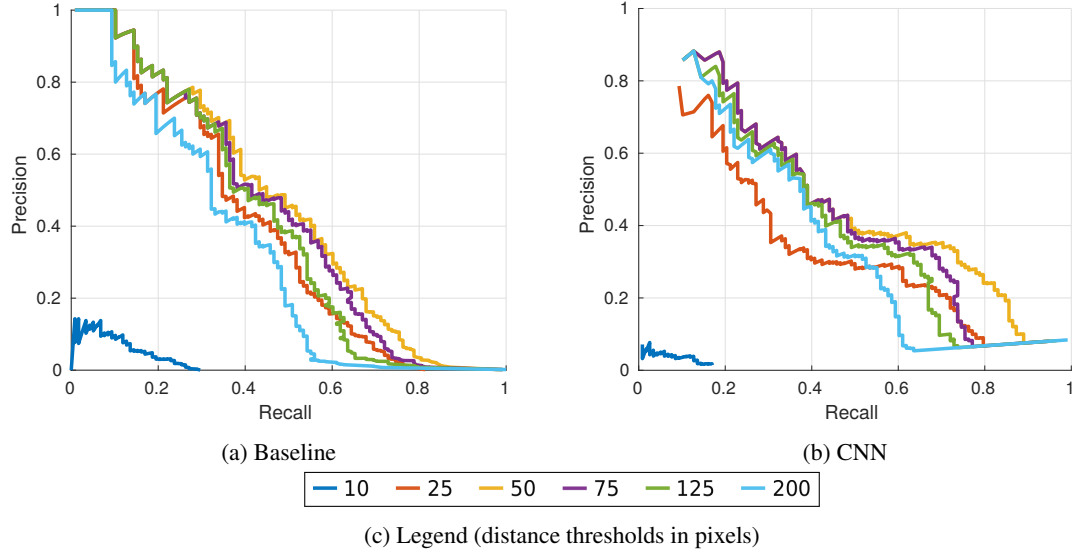 1
0.8
0.6
0.4
0.2
0
0 0.2 0.4 0.6 0.8 1
Precision
Recall
(a) Baseline
1
0.8
0.6
0.4
0.2
0
0.2 0.4 0.6 0.8 1
Precision
Recall
(b) CNN
10 25 50 75 125 200
(c) Legend (distance thresholds in pixels)